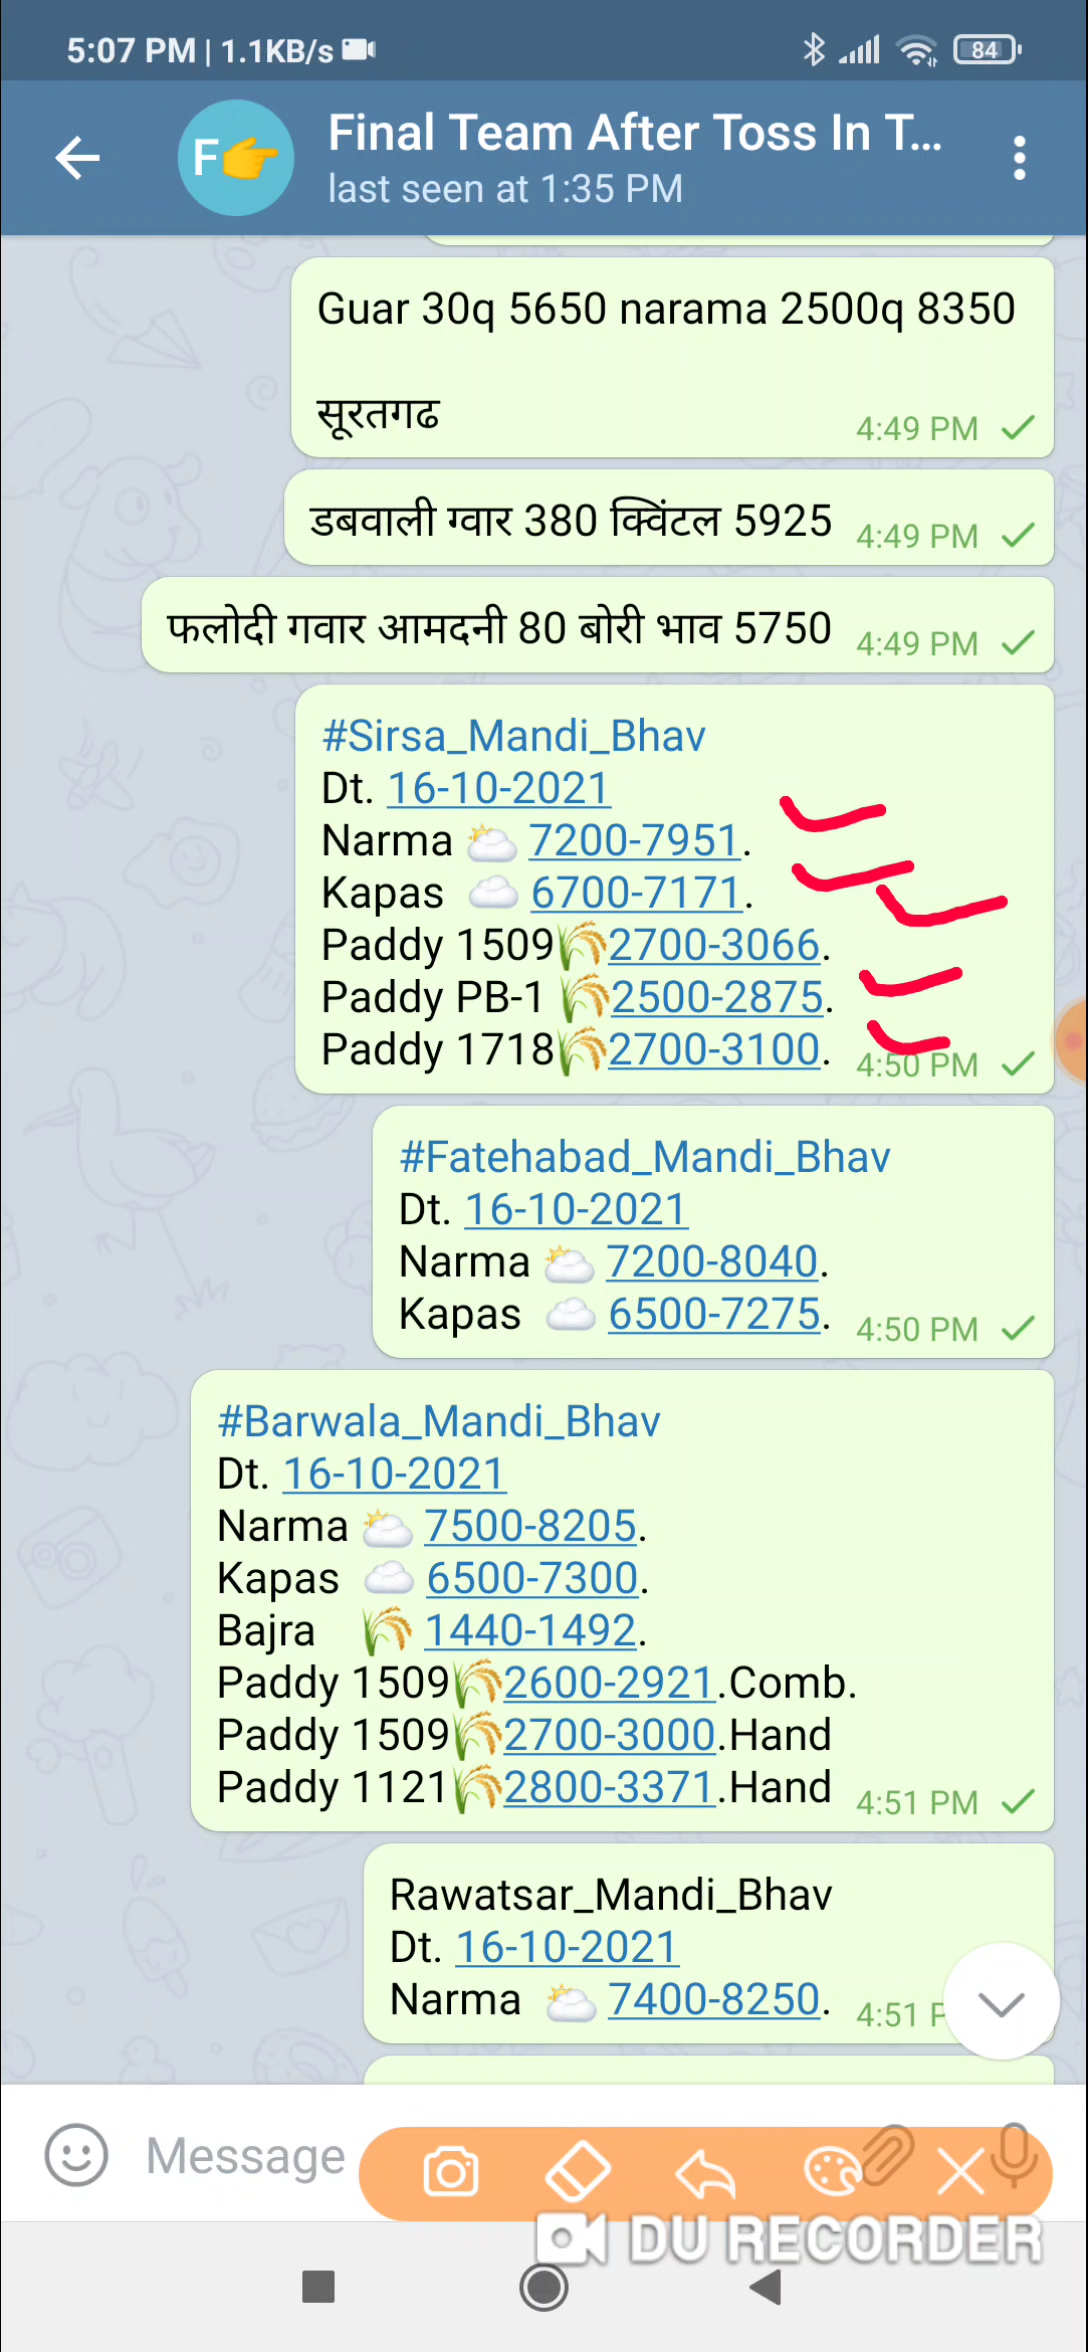 5:07 PM | 1.1KB/s
84
F👉
Final Team After Toss In T...
last seen at 1:35 PM
Guar 30q 5650 narama 2500q 8350
सूरतगढ
4:49 PM
डबवाली ग्वार 380 क्विंटल 5925
4:49 PM
फलोदी गवार आमदनी 80 बोरी भाव 5750
4:49 PM
#Sirsa_Mandi_Bhav
Dt. 16-10-2021
Narma 🌥️ 7200-7951.
Kapas ☁️ 6700-7171.
Paddy 1509🌾2700-3066.
Paddy PB-1 🌾2500-2875.
Paddy 1718🌾2700-3100.
4:50 PM
#Fatehabad_Mandi_Bhav
Dt. 16-10-2021
Narma 🌥️ 7200-8040.
Kapas ☁️ 6500-7275.
4:50 PM
#Barwala_Mandi_Bhav
Dt. 16-10-2021
Narma 🌥️ 7500-8205.
Kapas ☁️ 6500-7300.
Bajra 🌾 1440-1492.
Paddy 1509🌾2600-2921.Comb.
Paddy 1509🌾2700-3000.Hand
Paddy 1121🌾2800-3371.Hand
4:51 PM
Rawatsar_Mandi_Bhav
Dt. 16-10-2021
Narma 🌥️ 7400-8250.
4:51 P
Message
DU RECORDER